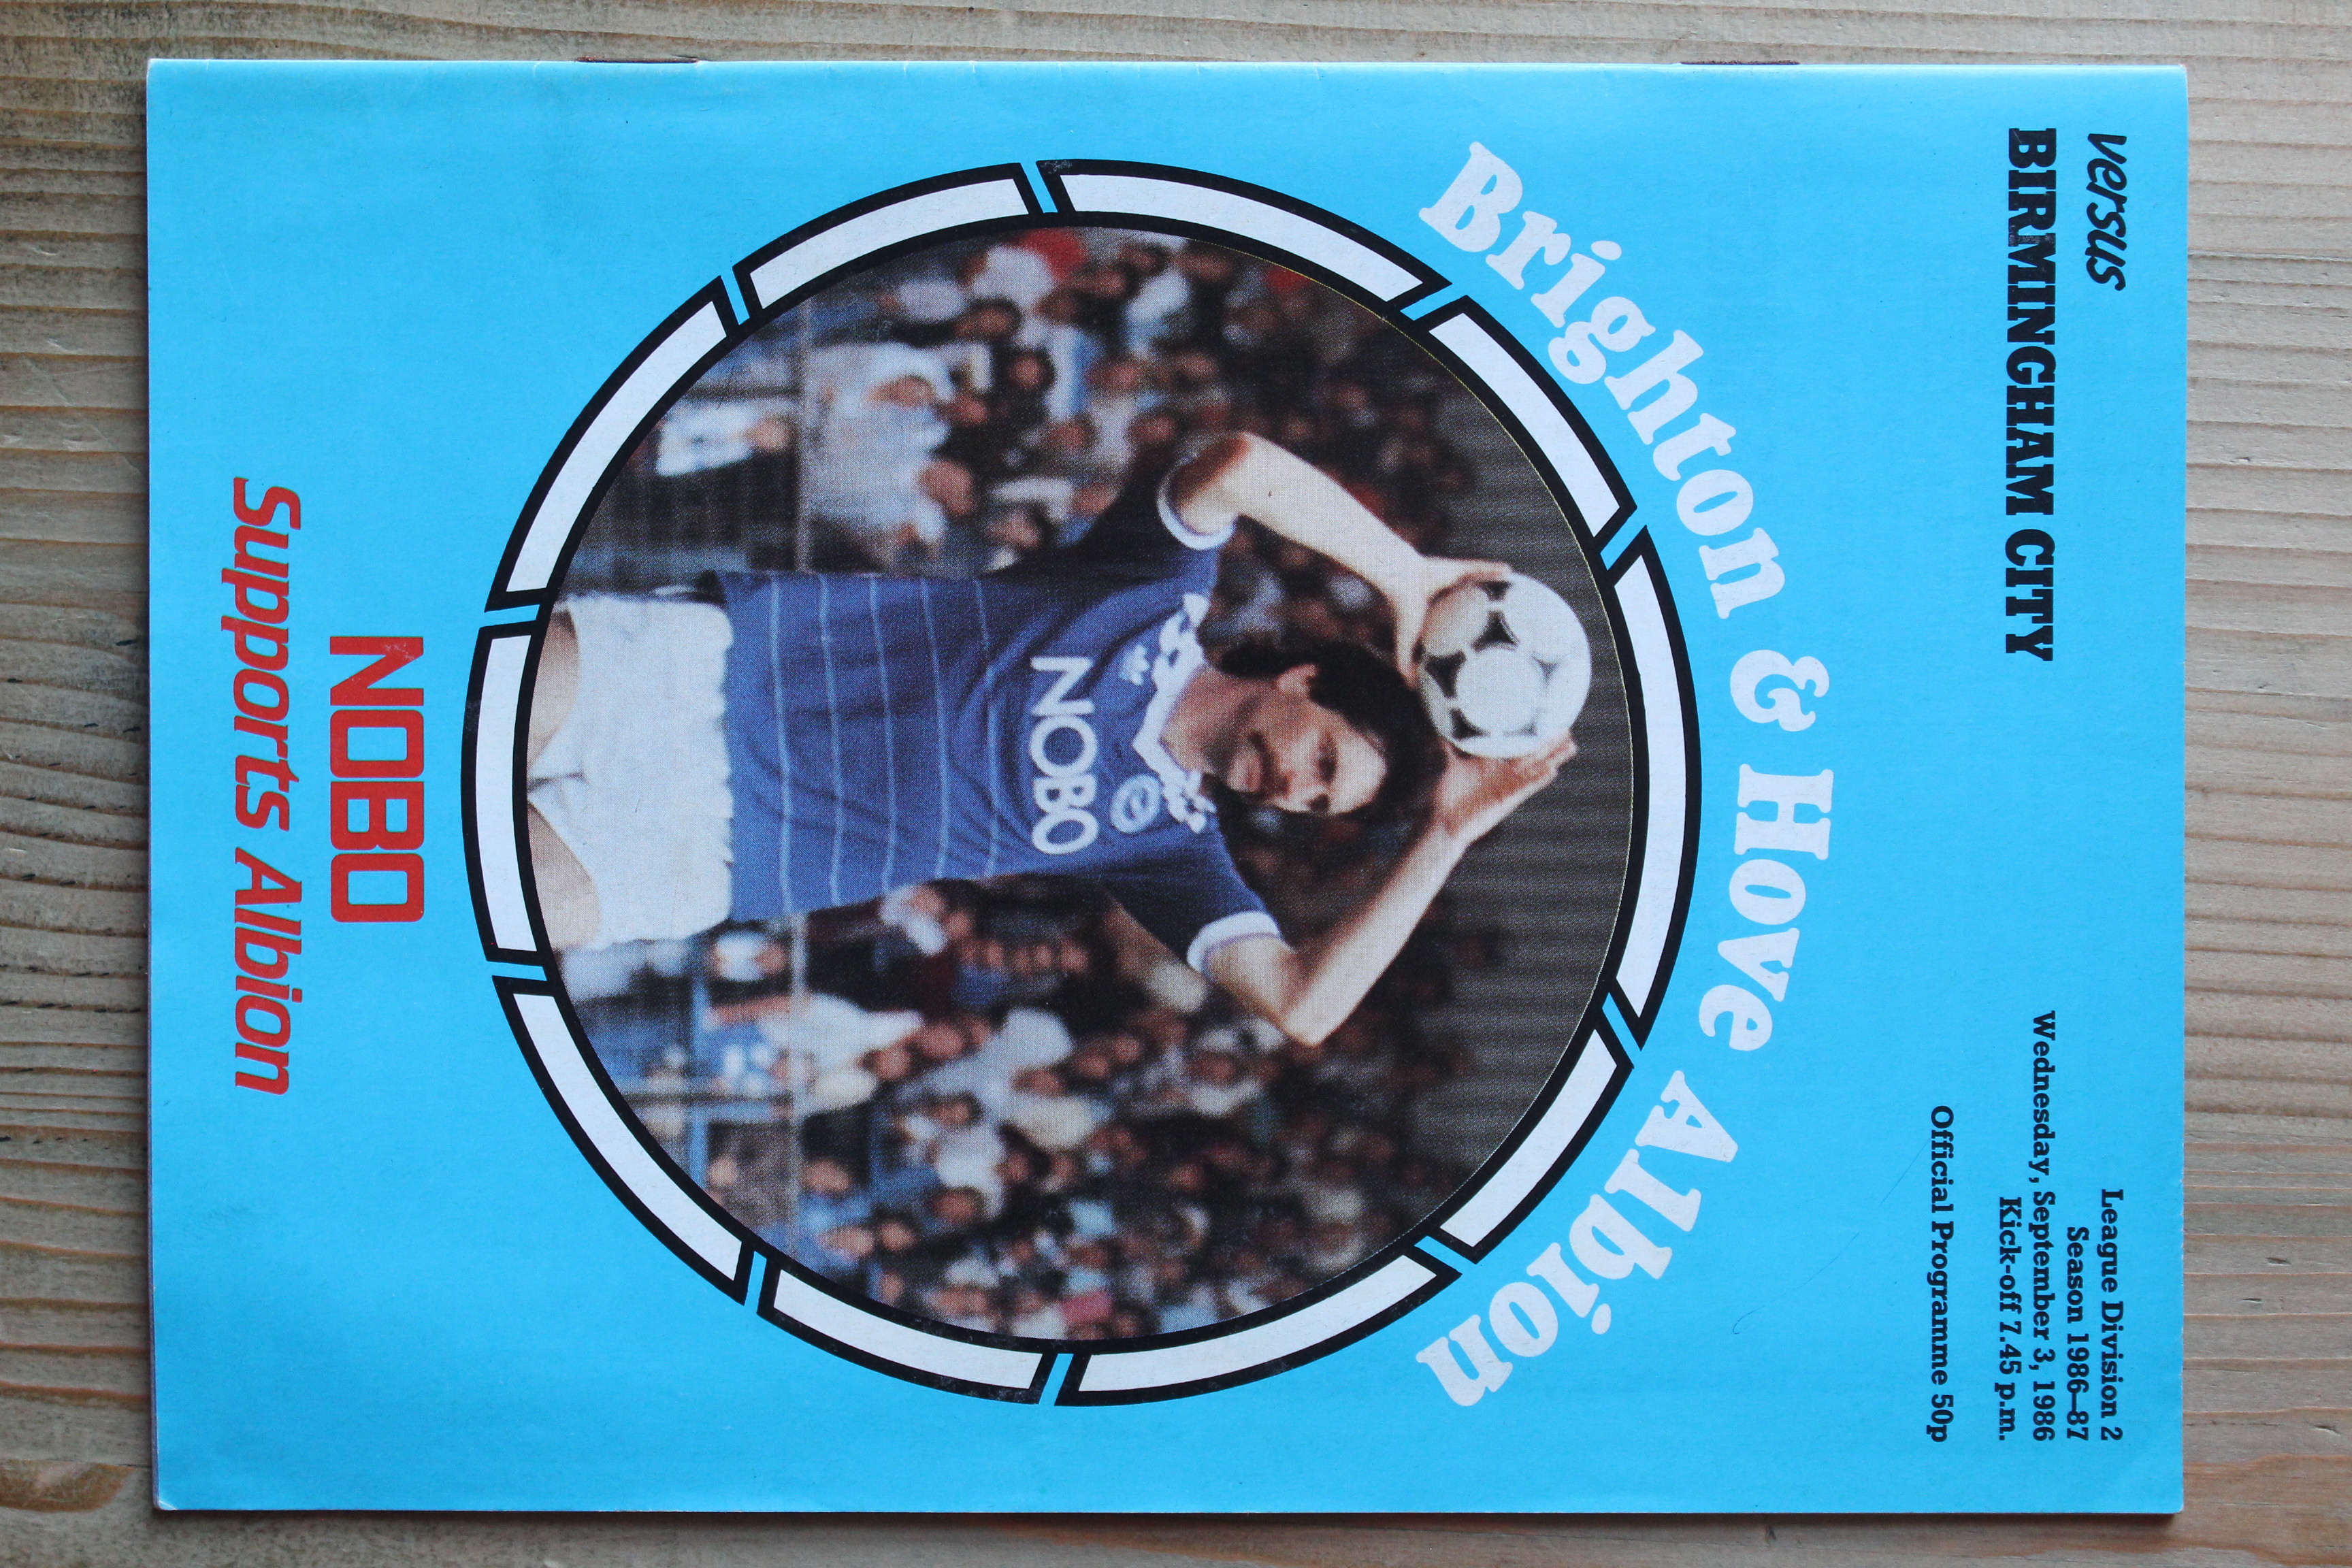 versus
BIRMINGHAM CITY
League Division 2
Season 1986–87
Wednesday, September 3, 1986
Kick-off 7.45 p.m.
Official Programme 50p
Brighton & Hove Albion
NOBO
NOBO
Supports Albion